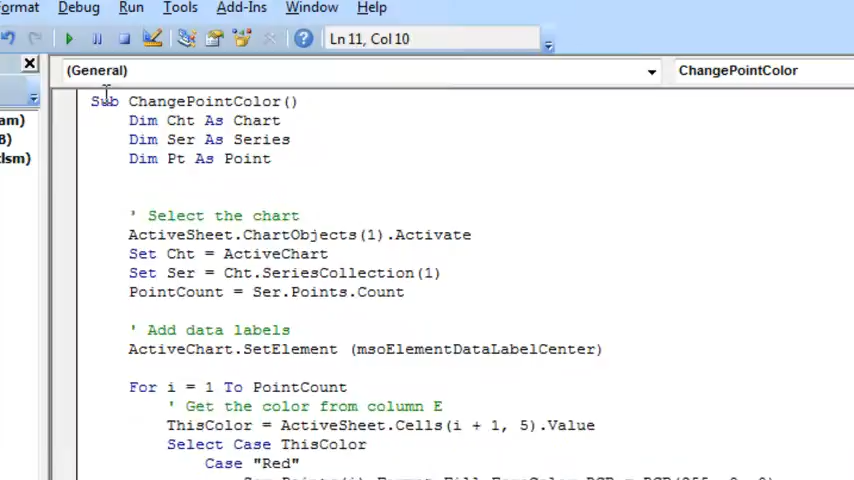 ormat Debug Run Tools Add-Ins Window Help
Ln 11, Col 10
(General) ChangePointColor
am)
8)
lsm)
Sub ChangePointColor()
Dim Cht As Chart
Dim Ser As Series
Dim Pt As Point
' Select the chart
ActiveSheet.ChartObjects(1).Activate
Set Cht = ActiveChart
Set Ser = Cht.SeriesCollection(1)
PointCount = Ser.Points.Count
' Add data labels
ActiveChart.SetElement (msoElementDataLabelCenter)
For i = 1 To PointCount
' Get the color from column E
ThisColor = ActiveSheet.Cells(i + 1, 5).Value
Select Case ThisColor
Case "Red"